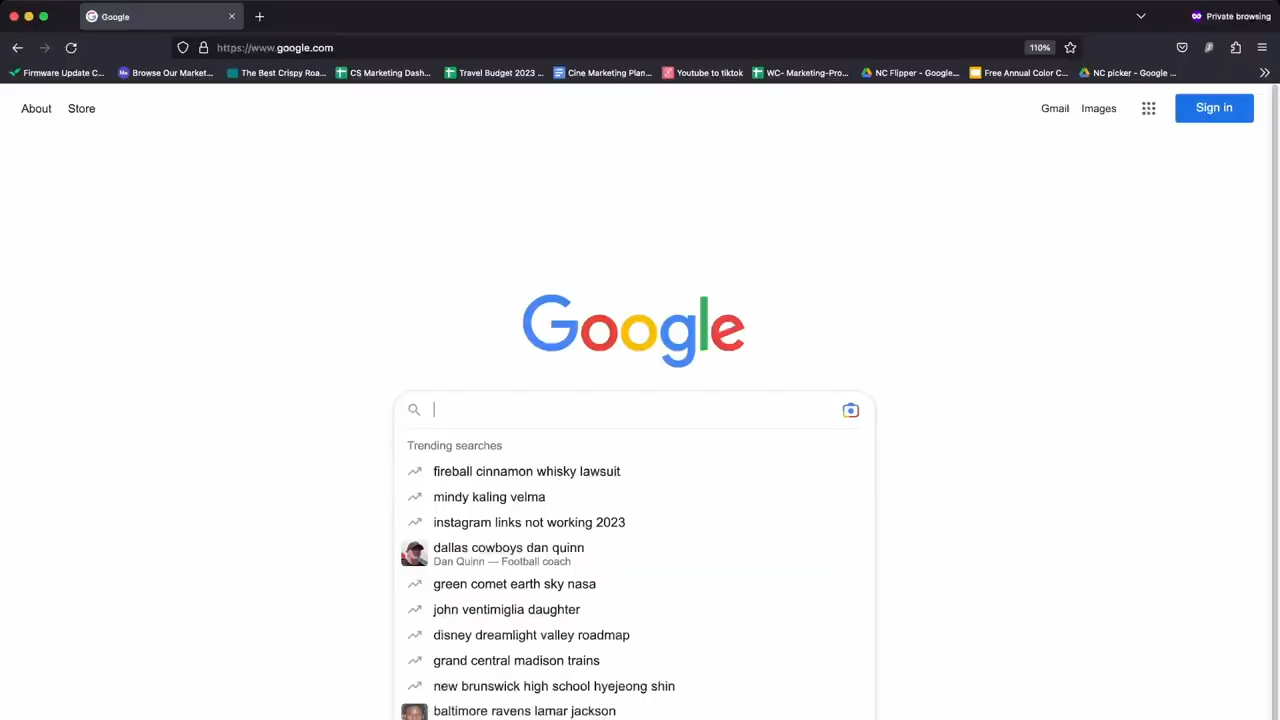 Google
Private browsing
https://www.google.com
110%
Firmware Update C...
Browse Our Market...
The Best Crispy Roa...
CS Marketing Dash...
Travel Budget 2023 ...
Cine Marketing Plan...
Youtube to tiktok
WC- Marketing-Pro...
NC Flipper - Google...
Free Annual Color C...
NC picker - Google ...
About
Store
Gmail
Images
Sign in
Google
Trending searches
fireball cinnamon whisky lawsuit
mindy kaling velma
instagram links not working 2023
dallas cowboys dan quinn
Dan Quinn — Football coach
green comet earth sky nasa
john ventimiglia daughter
disney dreamlight valley roadmap
grand central madison trains
new brunswick high school hyejeong shin
baltimore ravens lamar jackson